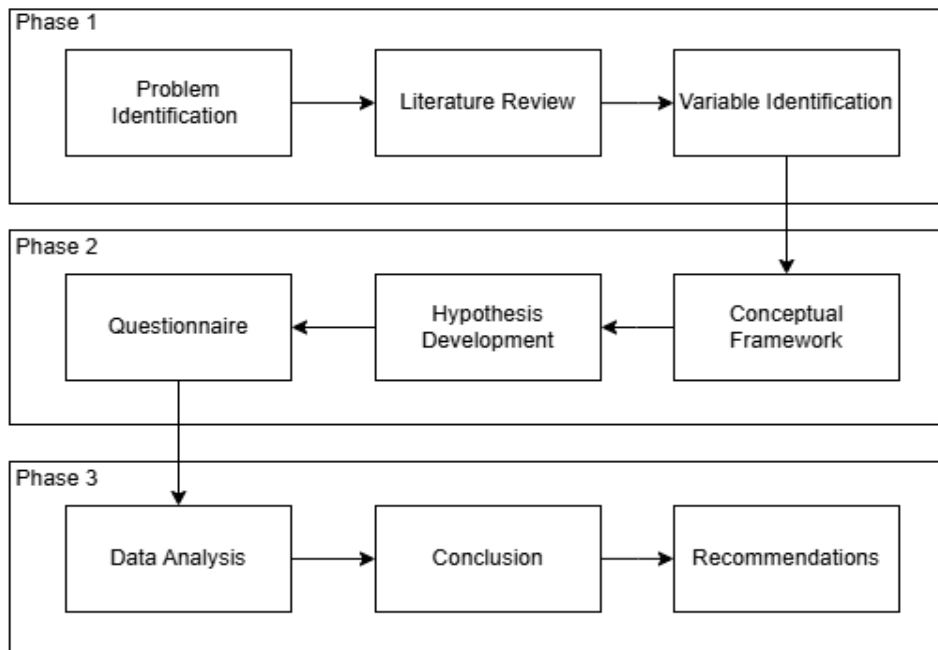 Phase 1
Problem
Identification
Literature Review
Variable Identification
Phase 2
Questionnaire
Hypothesis
Development
Conceptual
Framework
Phase 3
Data Analysis
Conclusion
Recommendations